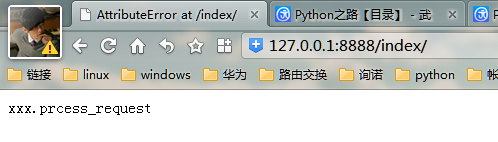 AttributeError at /index/ Python之路【目录】 - 武
127.0.0.1:8888/index/
链接 linux windows 华为 路由交换 询诺 python 帐
xxx.prcess_request